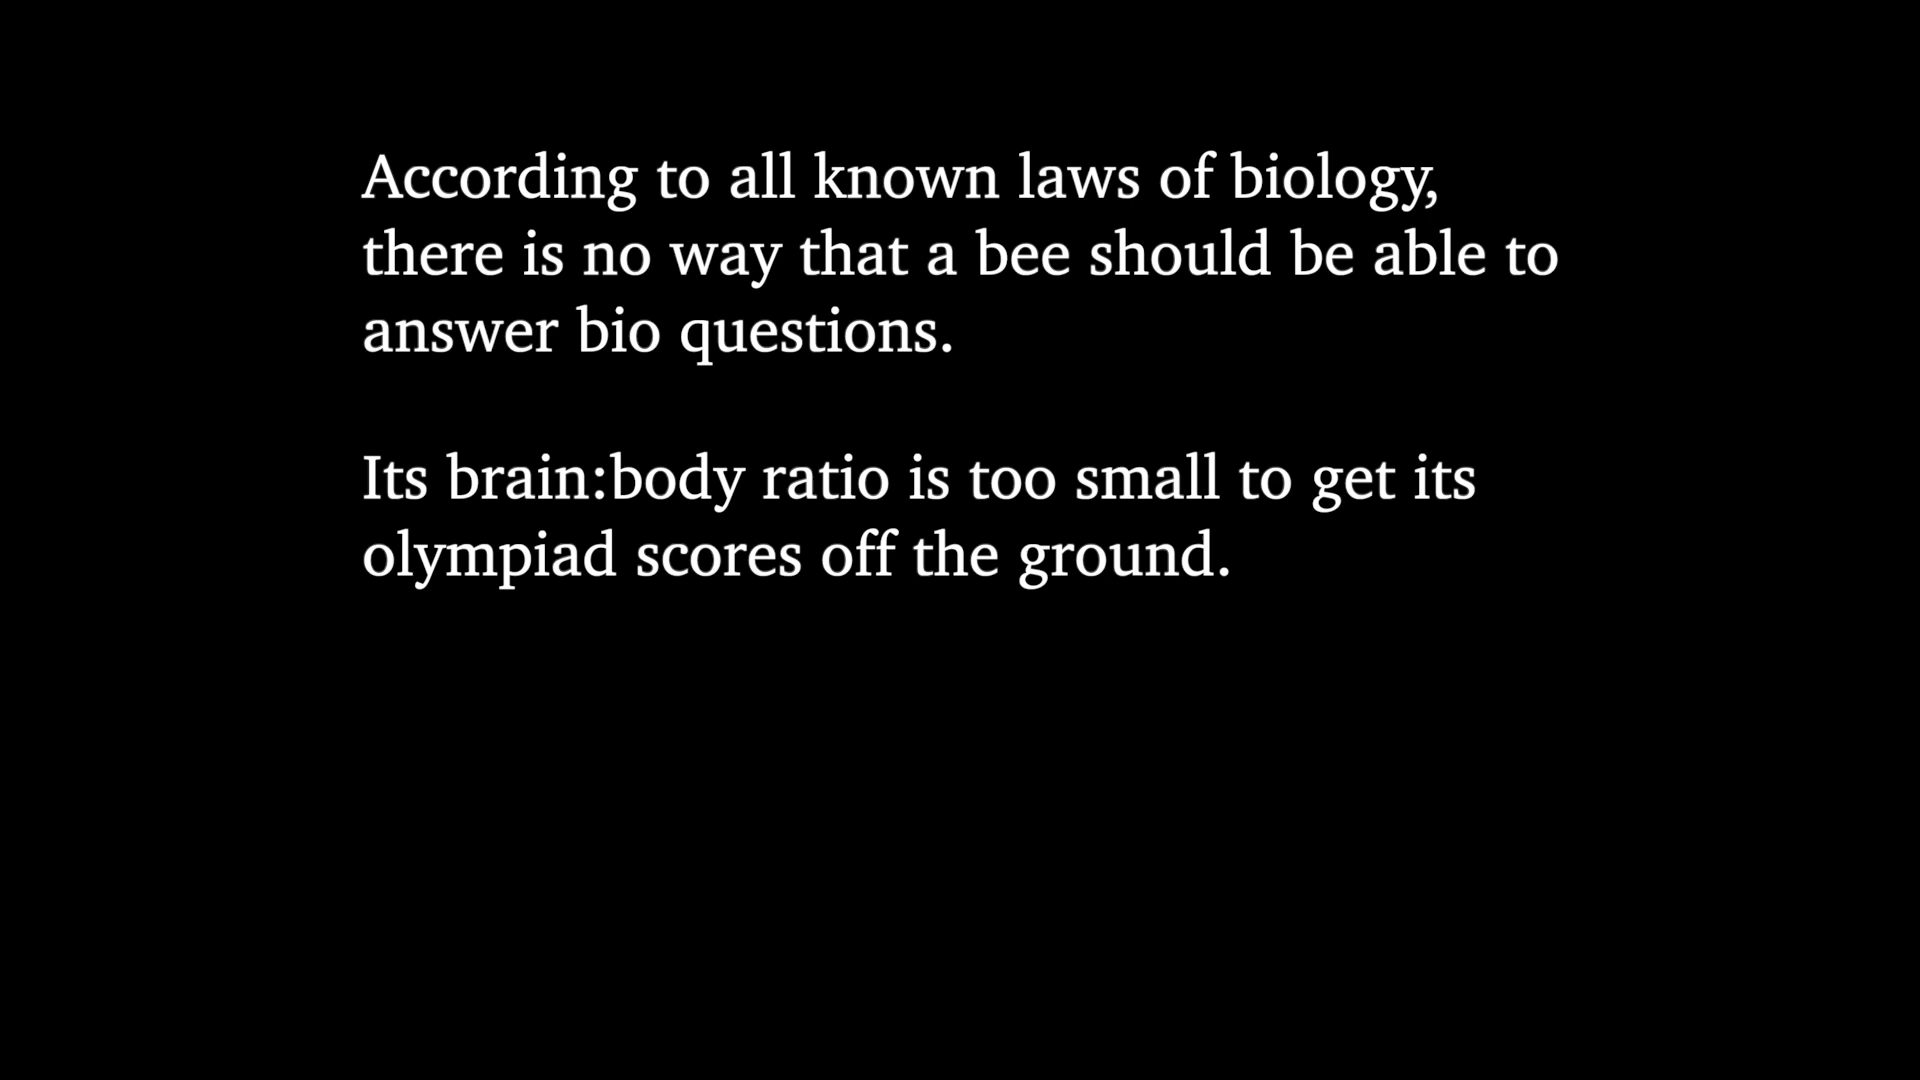 According to all known laws of biology,
there is no way that a bee should be able to
answer bio questions.
Its brain:body ratio is too small to get its
olympiad scores off the ground.